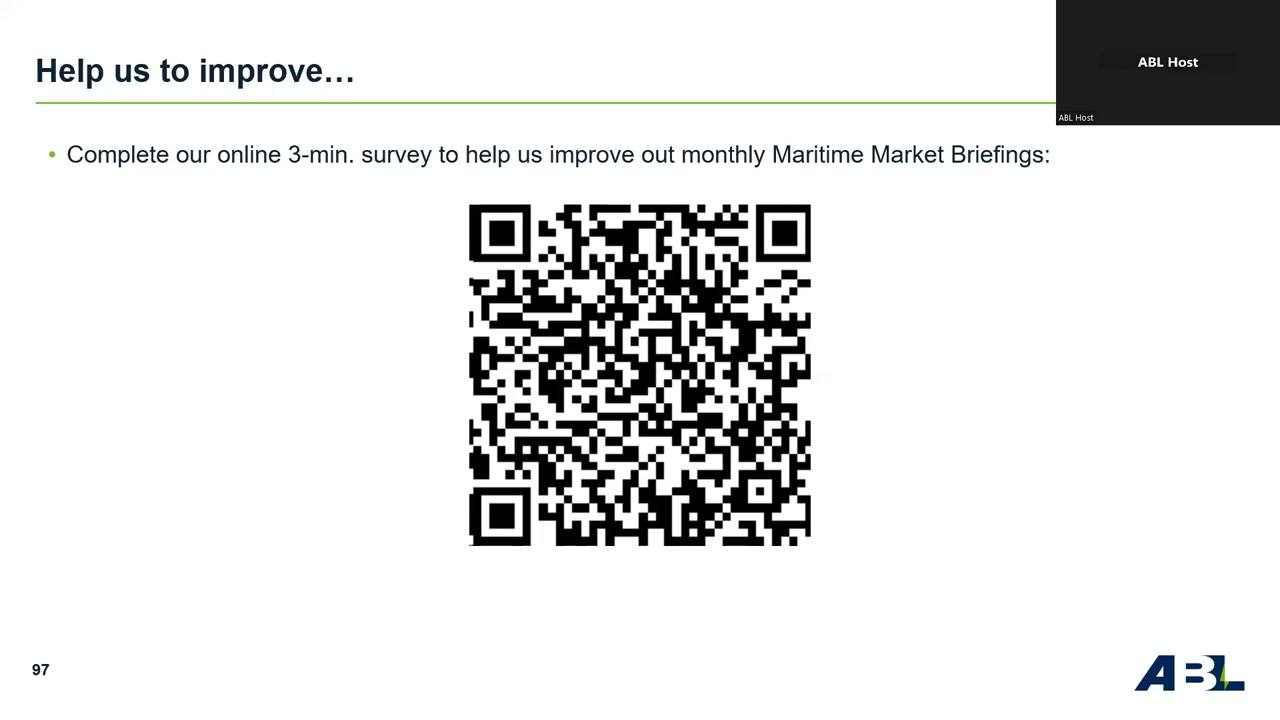 Help us to improve…
ABL Host
ABL Host
• Complete our online 3-min. survey to help us improve out monthly Maritime Market Briefings:
97
ABL